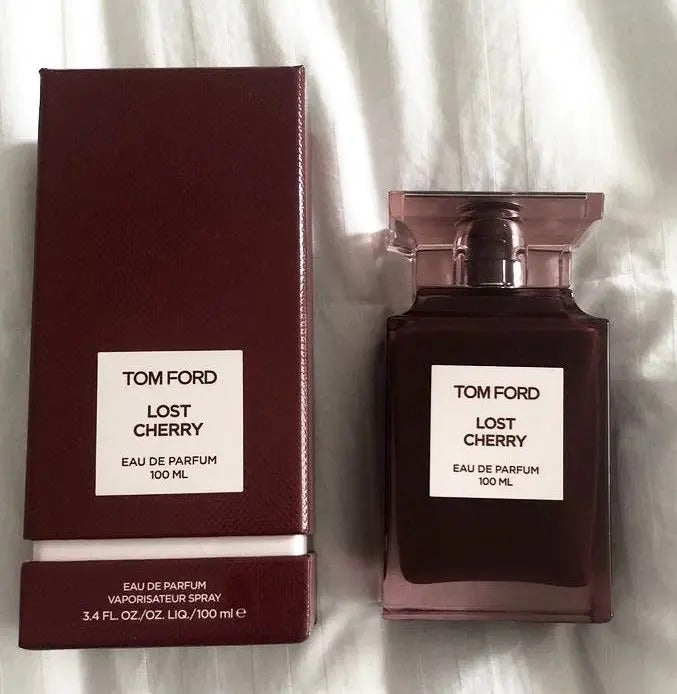 TOM FORD
LOST
CHERRY
EAU DE PARFUM
100 ML
EAU DE PARFUM
VAPORISATEUR SPRAY
3.4 FL. OZ./OZ. LIQ./100 ml ℮
TOM FORD
LOST
CHERRY
EAU DE PARFUM
100 ML